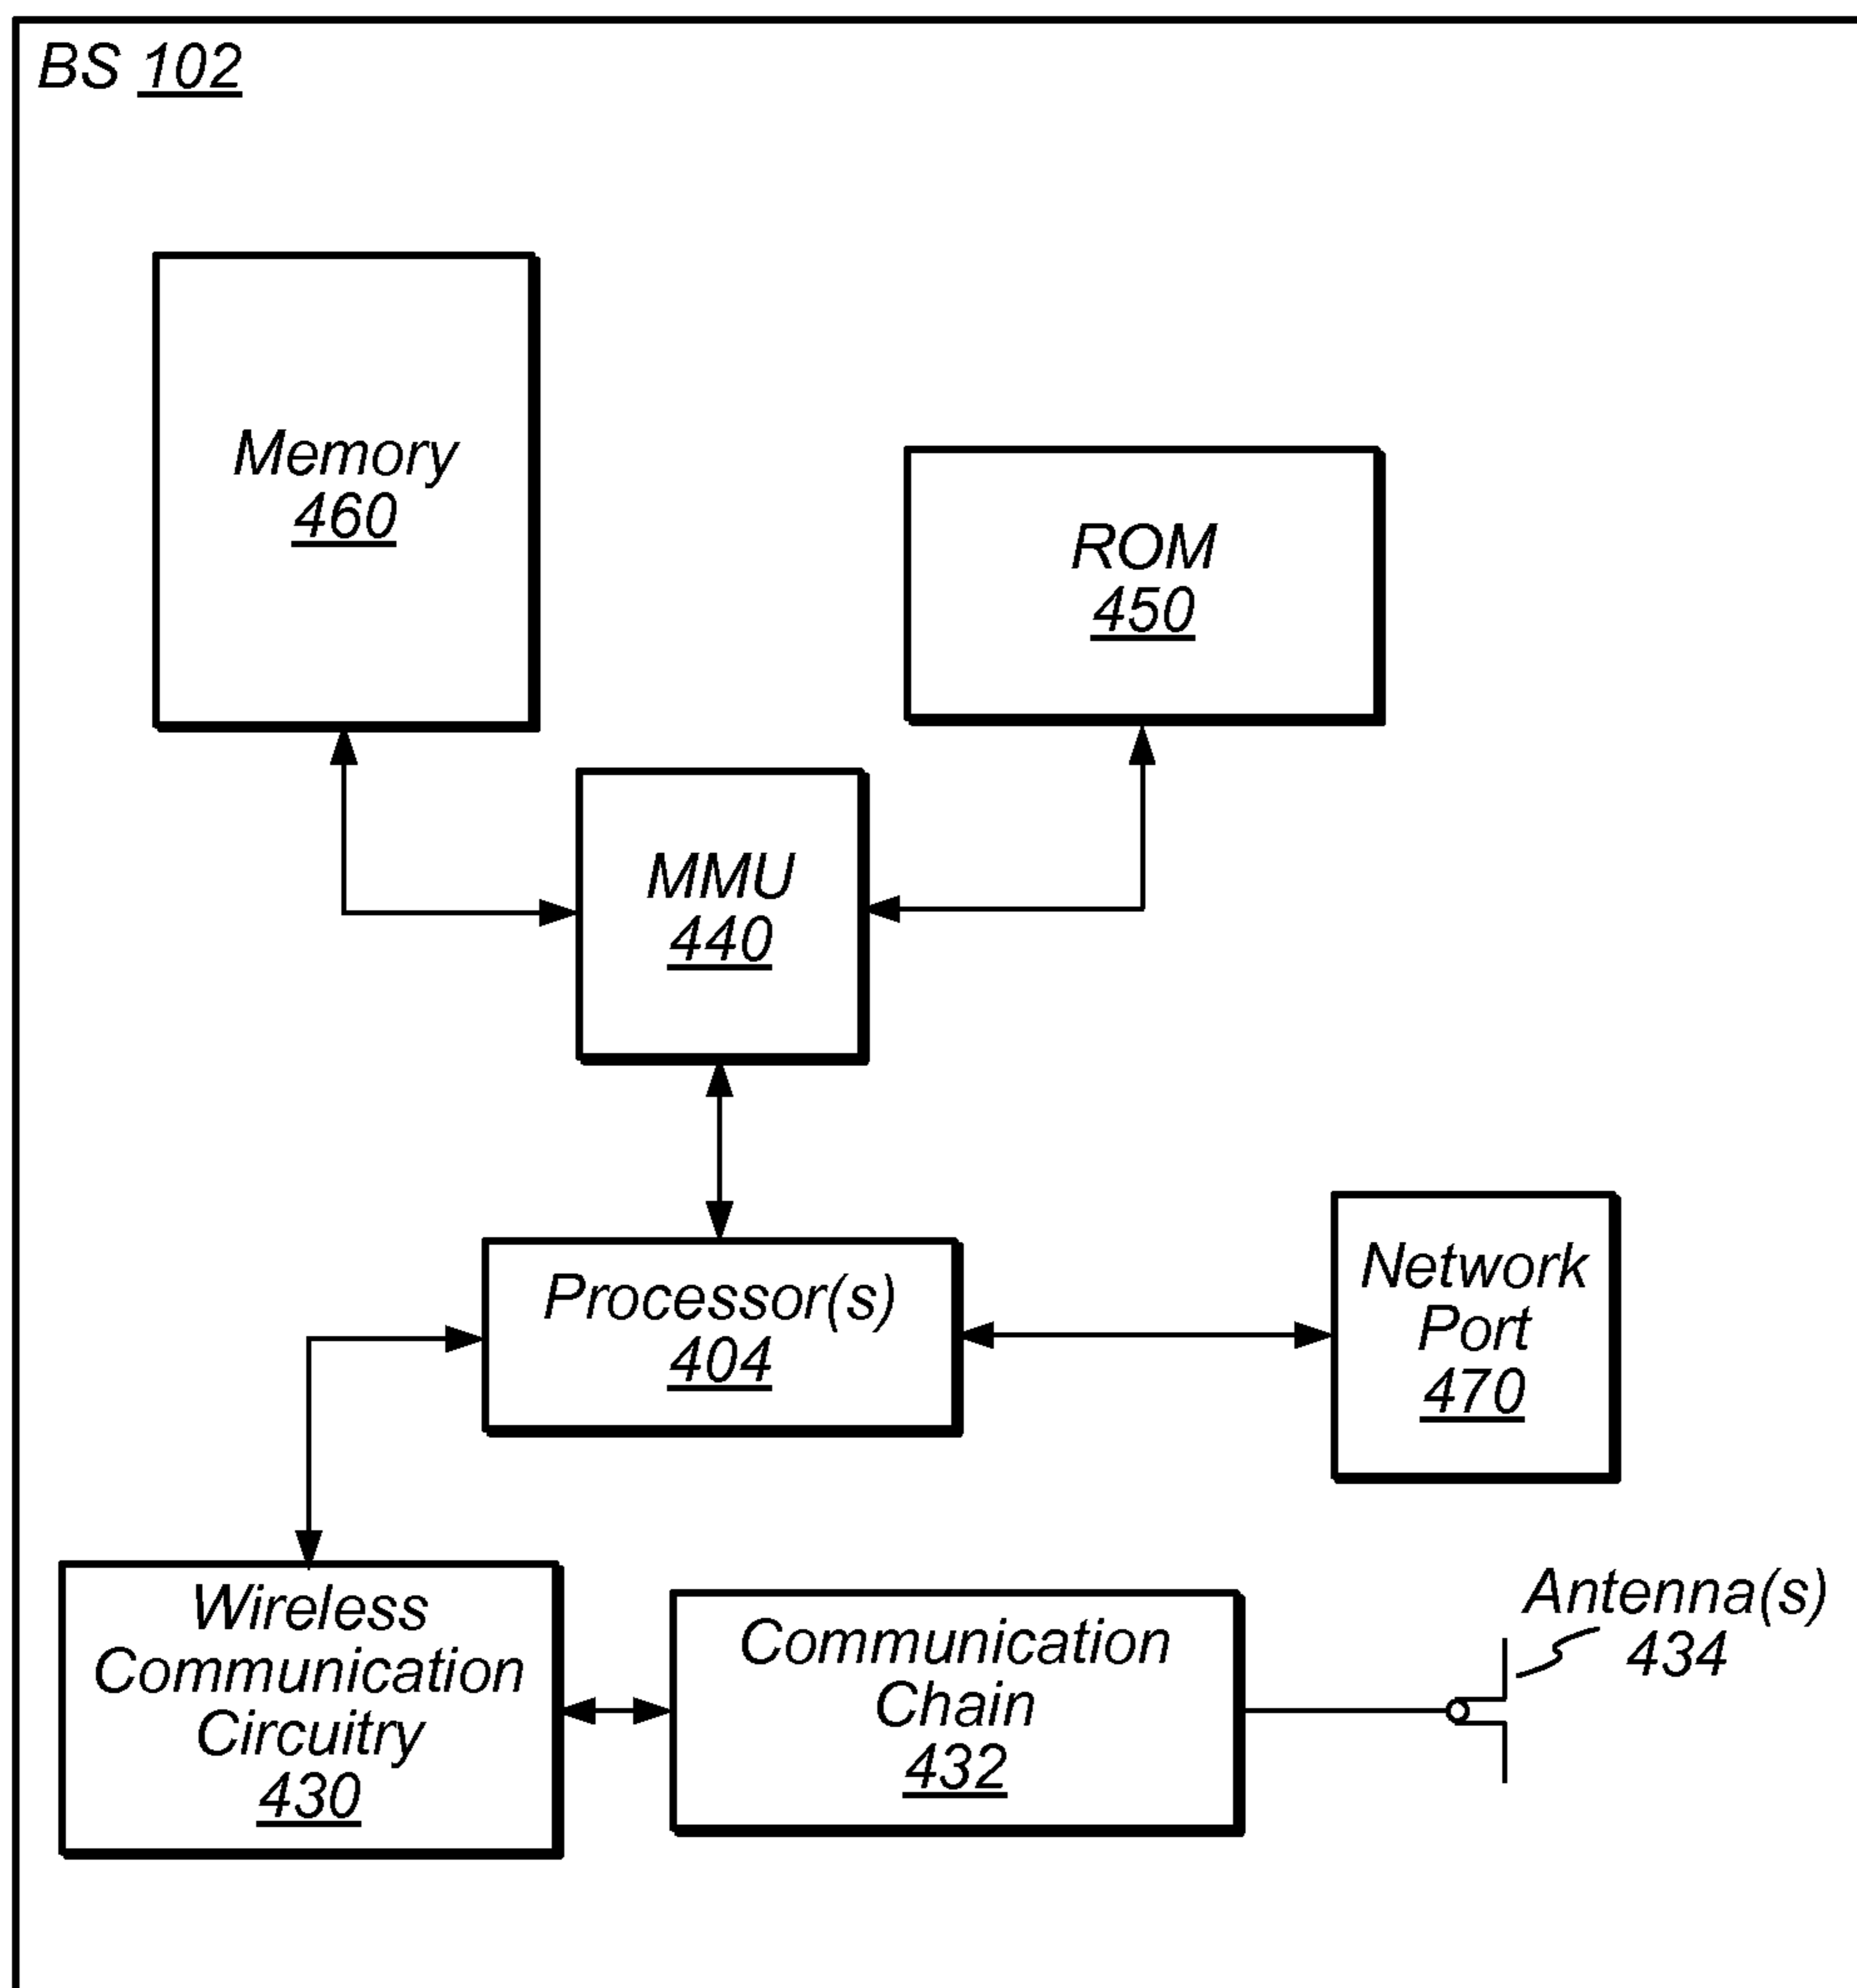 BS 102
Memory
460
ROM
450
MMU
440
Processor(s)
404
Network
Port
470
Wireless
Communication
Circuitry
430
Communication
Chain
432
Antenna(s)
434